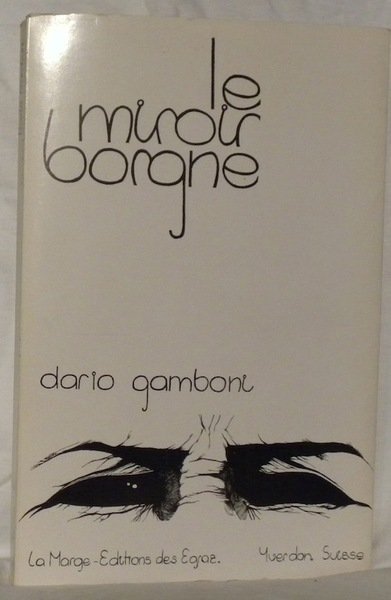 le
miroir
borgne
dario gamboni
La Marge - Editions des Egraz. Yverdon. Suisse